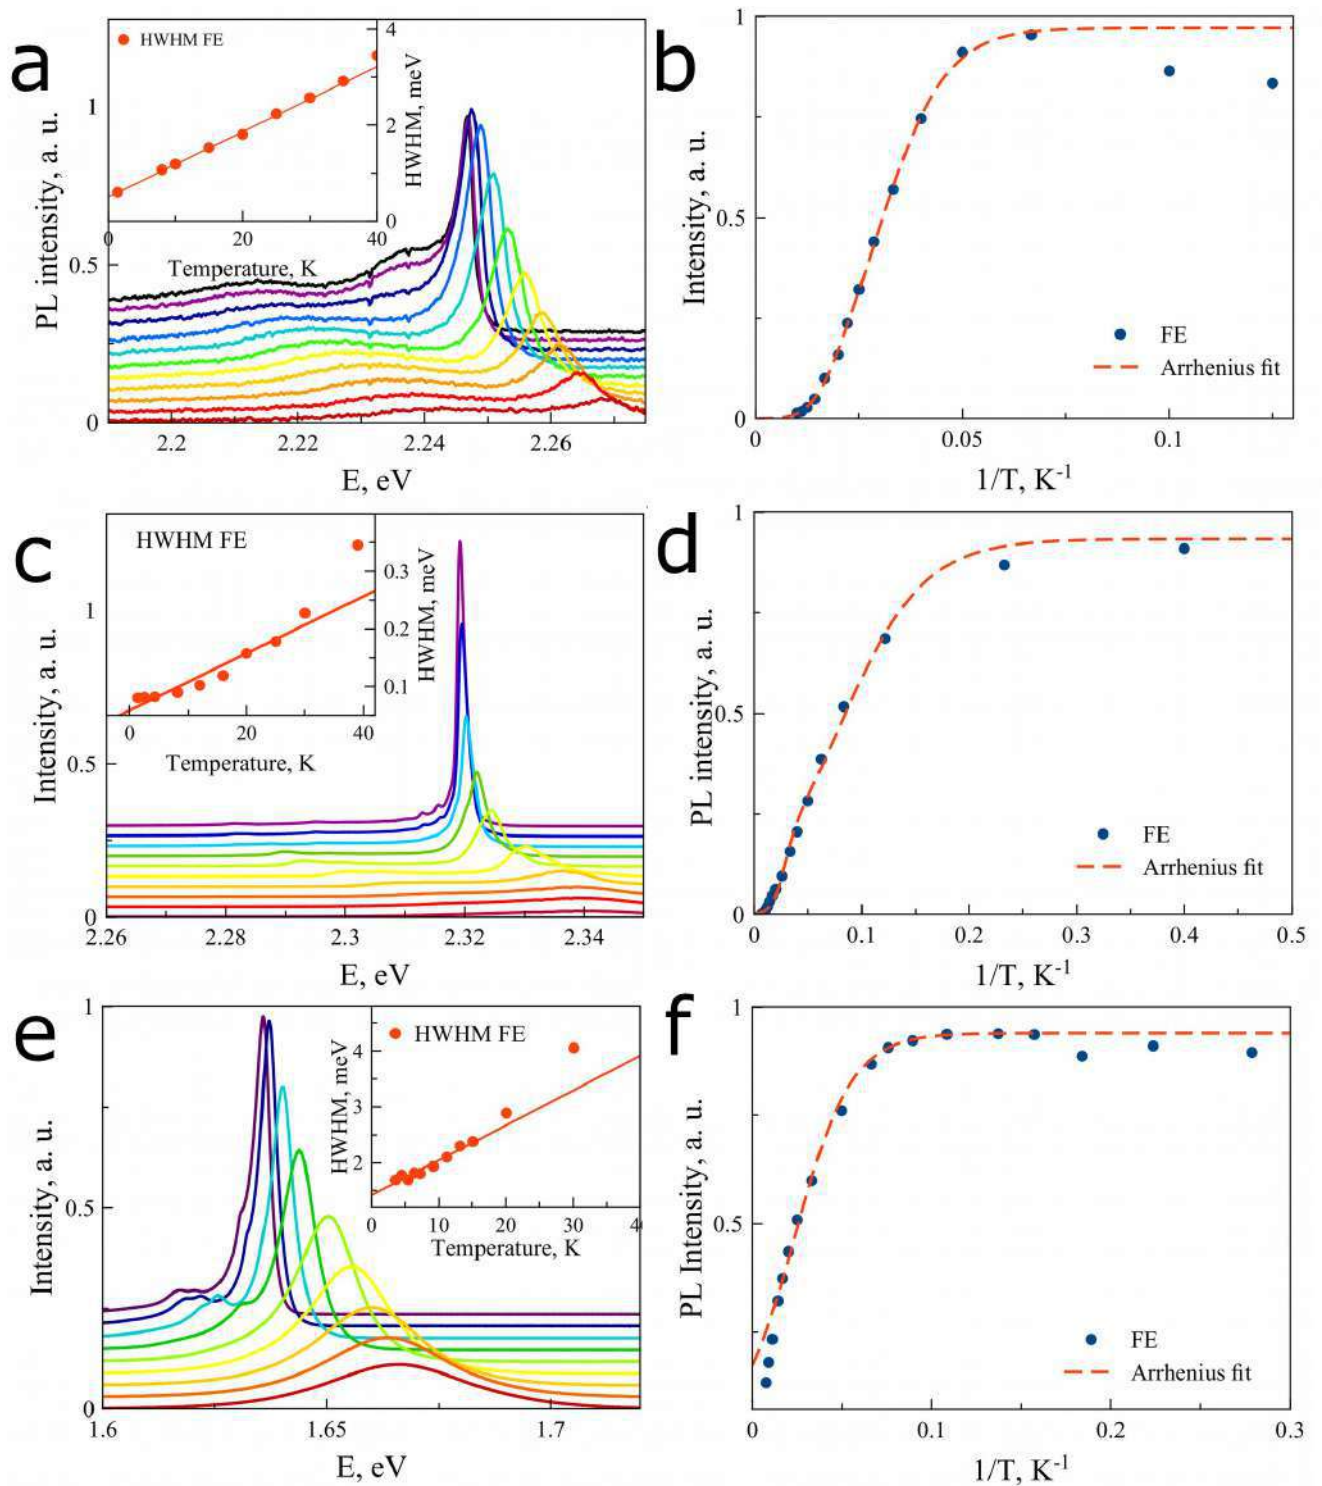 a
HWHM FE
4
2
0
HWHM, meV
0
20
40
Temperature, K
1
0.5
0
PL intensity, a. u.
2.2
2.22
2.24
2.26
E, eV
b
1
0.5
0
Intensity, a. u.
FE
Arrhenius fit
0
0.05
0.1
1/T, K-1
c
HWHM FE
0.3
0.2
0.1
HWHM, meV
0
20
40
Temperature, K
1
0.5
0
Intensity, a. u.
2.26
2.28
2.3
2.32
2.34
E, eV
d
1
0.5
0
PL intensity, a. u.
FE
Arrhenius fit
0
0.1
0.2
0.3
0.4
0.5
1/T, K-1
e
HWHM FE
4
3
2
HWHM, meV
0
10
20
30
40
Temperature, K
1
0.5
0
Intensity, a. u.
1.6
1.65
1.7
E, eV
f
1
0.5
PL Intensity, a. u.
FE
Arrhenius fit
0
0.1
0.2
0.3
1/T, K-1